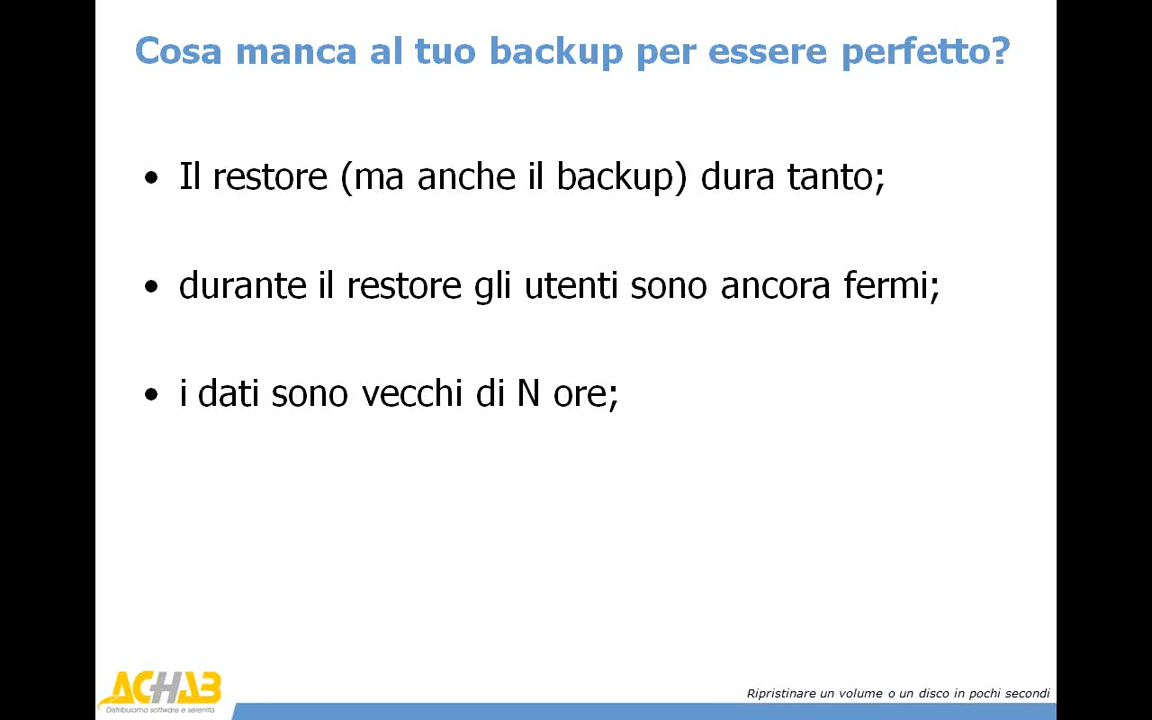 Cosa manca al tuo backup per essere perfetto?
• Il restore (ma anche il backup) dura tanto;
• durante il restore gli utenti sono ancora fermi;
• i dati sono vecchi di N ore;
ACHAB
Distribuiamo software e serenità
Ripristinare un volume o un disco in pochi secondi